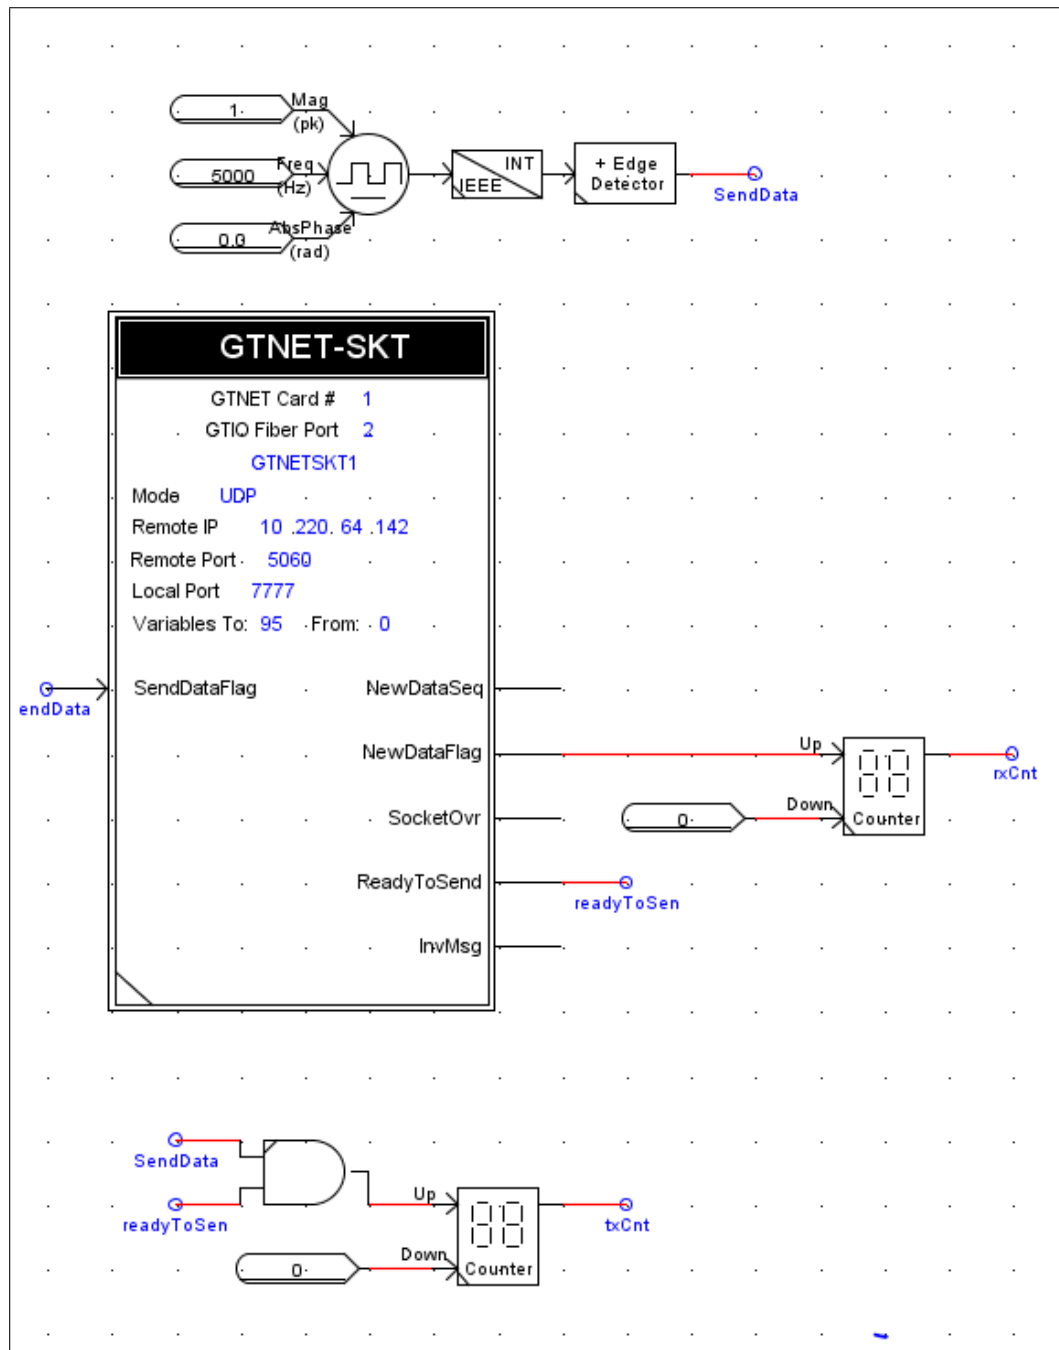 1
Mag
(pk)
5000
Freq
(Hz)
0.0
AbsPhase
(rad)
INT
IEEE
+ Edge
Detector
SendData
GTNET-SKT
GTNET Card # 1
GTIO Fiber Port 2
GTNETSKT1
Mode UDP
Remote IP 10 .220. 64 .142
Remote Port 5060
Local Port 7777
Variables To: 95 From: 0
endData
SendDataFlag
NewDataSeq
NewDataFlag
SocketOvr
ReadyToSend
InvMsg
Up
Down
0
Counter
rxCnt
readyToSen
SendData
readyToSen
Up
Down
0
Counter
txCnt